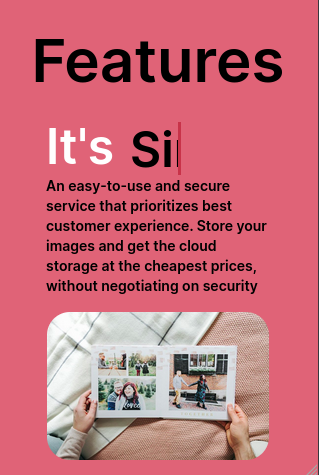 Features
It's Si
An easy-to-use and secure
service that prioritizes best
customer experience. Store your
images and get the cloud
storage at the cheapest prices,
without negotiating on security